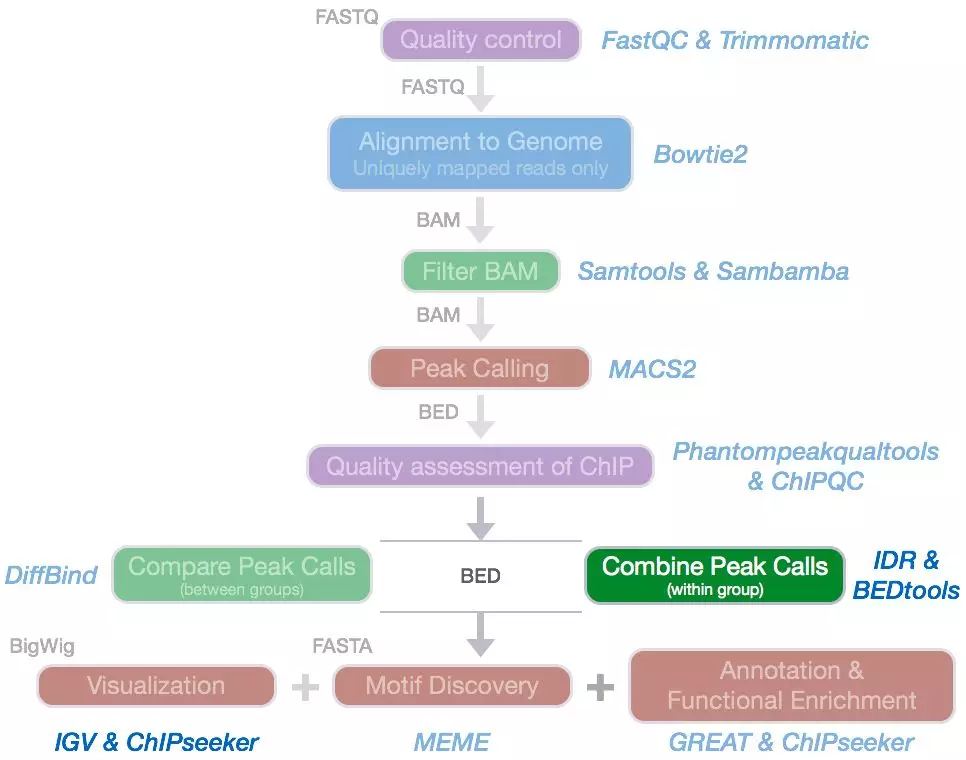 FASTQ
Quality control
FastQC & Trimmomatic
FASTQ
Alignment to Genome
Uniquely mapped reads only
Bowtie2
BAM
Filter BAM
Samtools & Sambamba
BAM
Peak Calling
MACS2
BED
Quality assessment of ChIP
Phantompeakqualtools
& ChIPQC
DiffBind
Compare Peak Calls
(between groups)
BED
Combine Peak Calls
(within group)
IDR &
BEDtools
BigWig
Visualization
IGV & ChIPseeker
+
FASTA
Motif Discovery
MEME
+
Annotation &
Functional Enrichment
GREAT & ChIPseeker